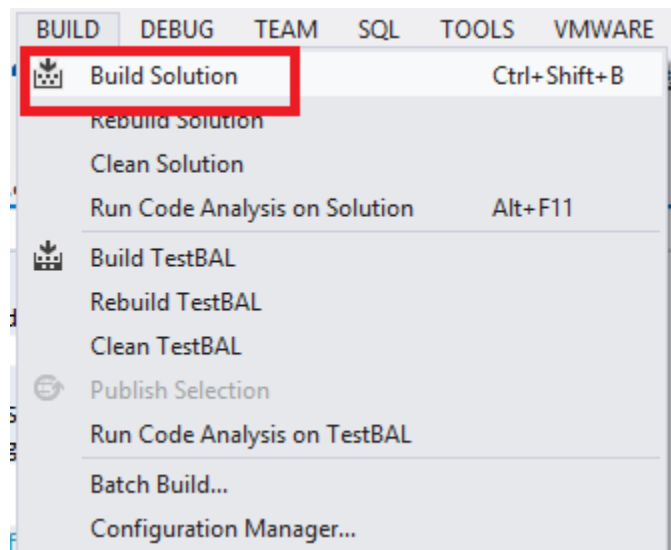 BUILD DEBUG TEAM SQL TOOLS VMWARE
Build Solution Ctrl+Shift+B
Rebuild Solution
Clean Solution
Run Code Analysis on Solution Alt+F11
Build TestBAL
Rebuild TestBAL
Clean TestBAL
Publish Selection
Run Code Analysis on TestBAL
Batch Build...
Configuration Manager...